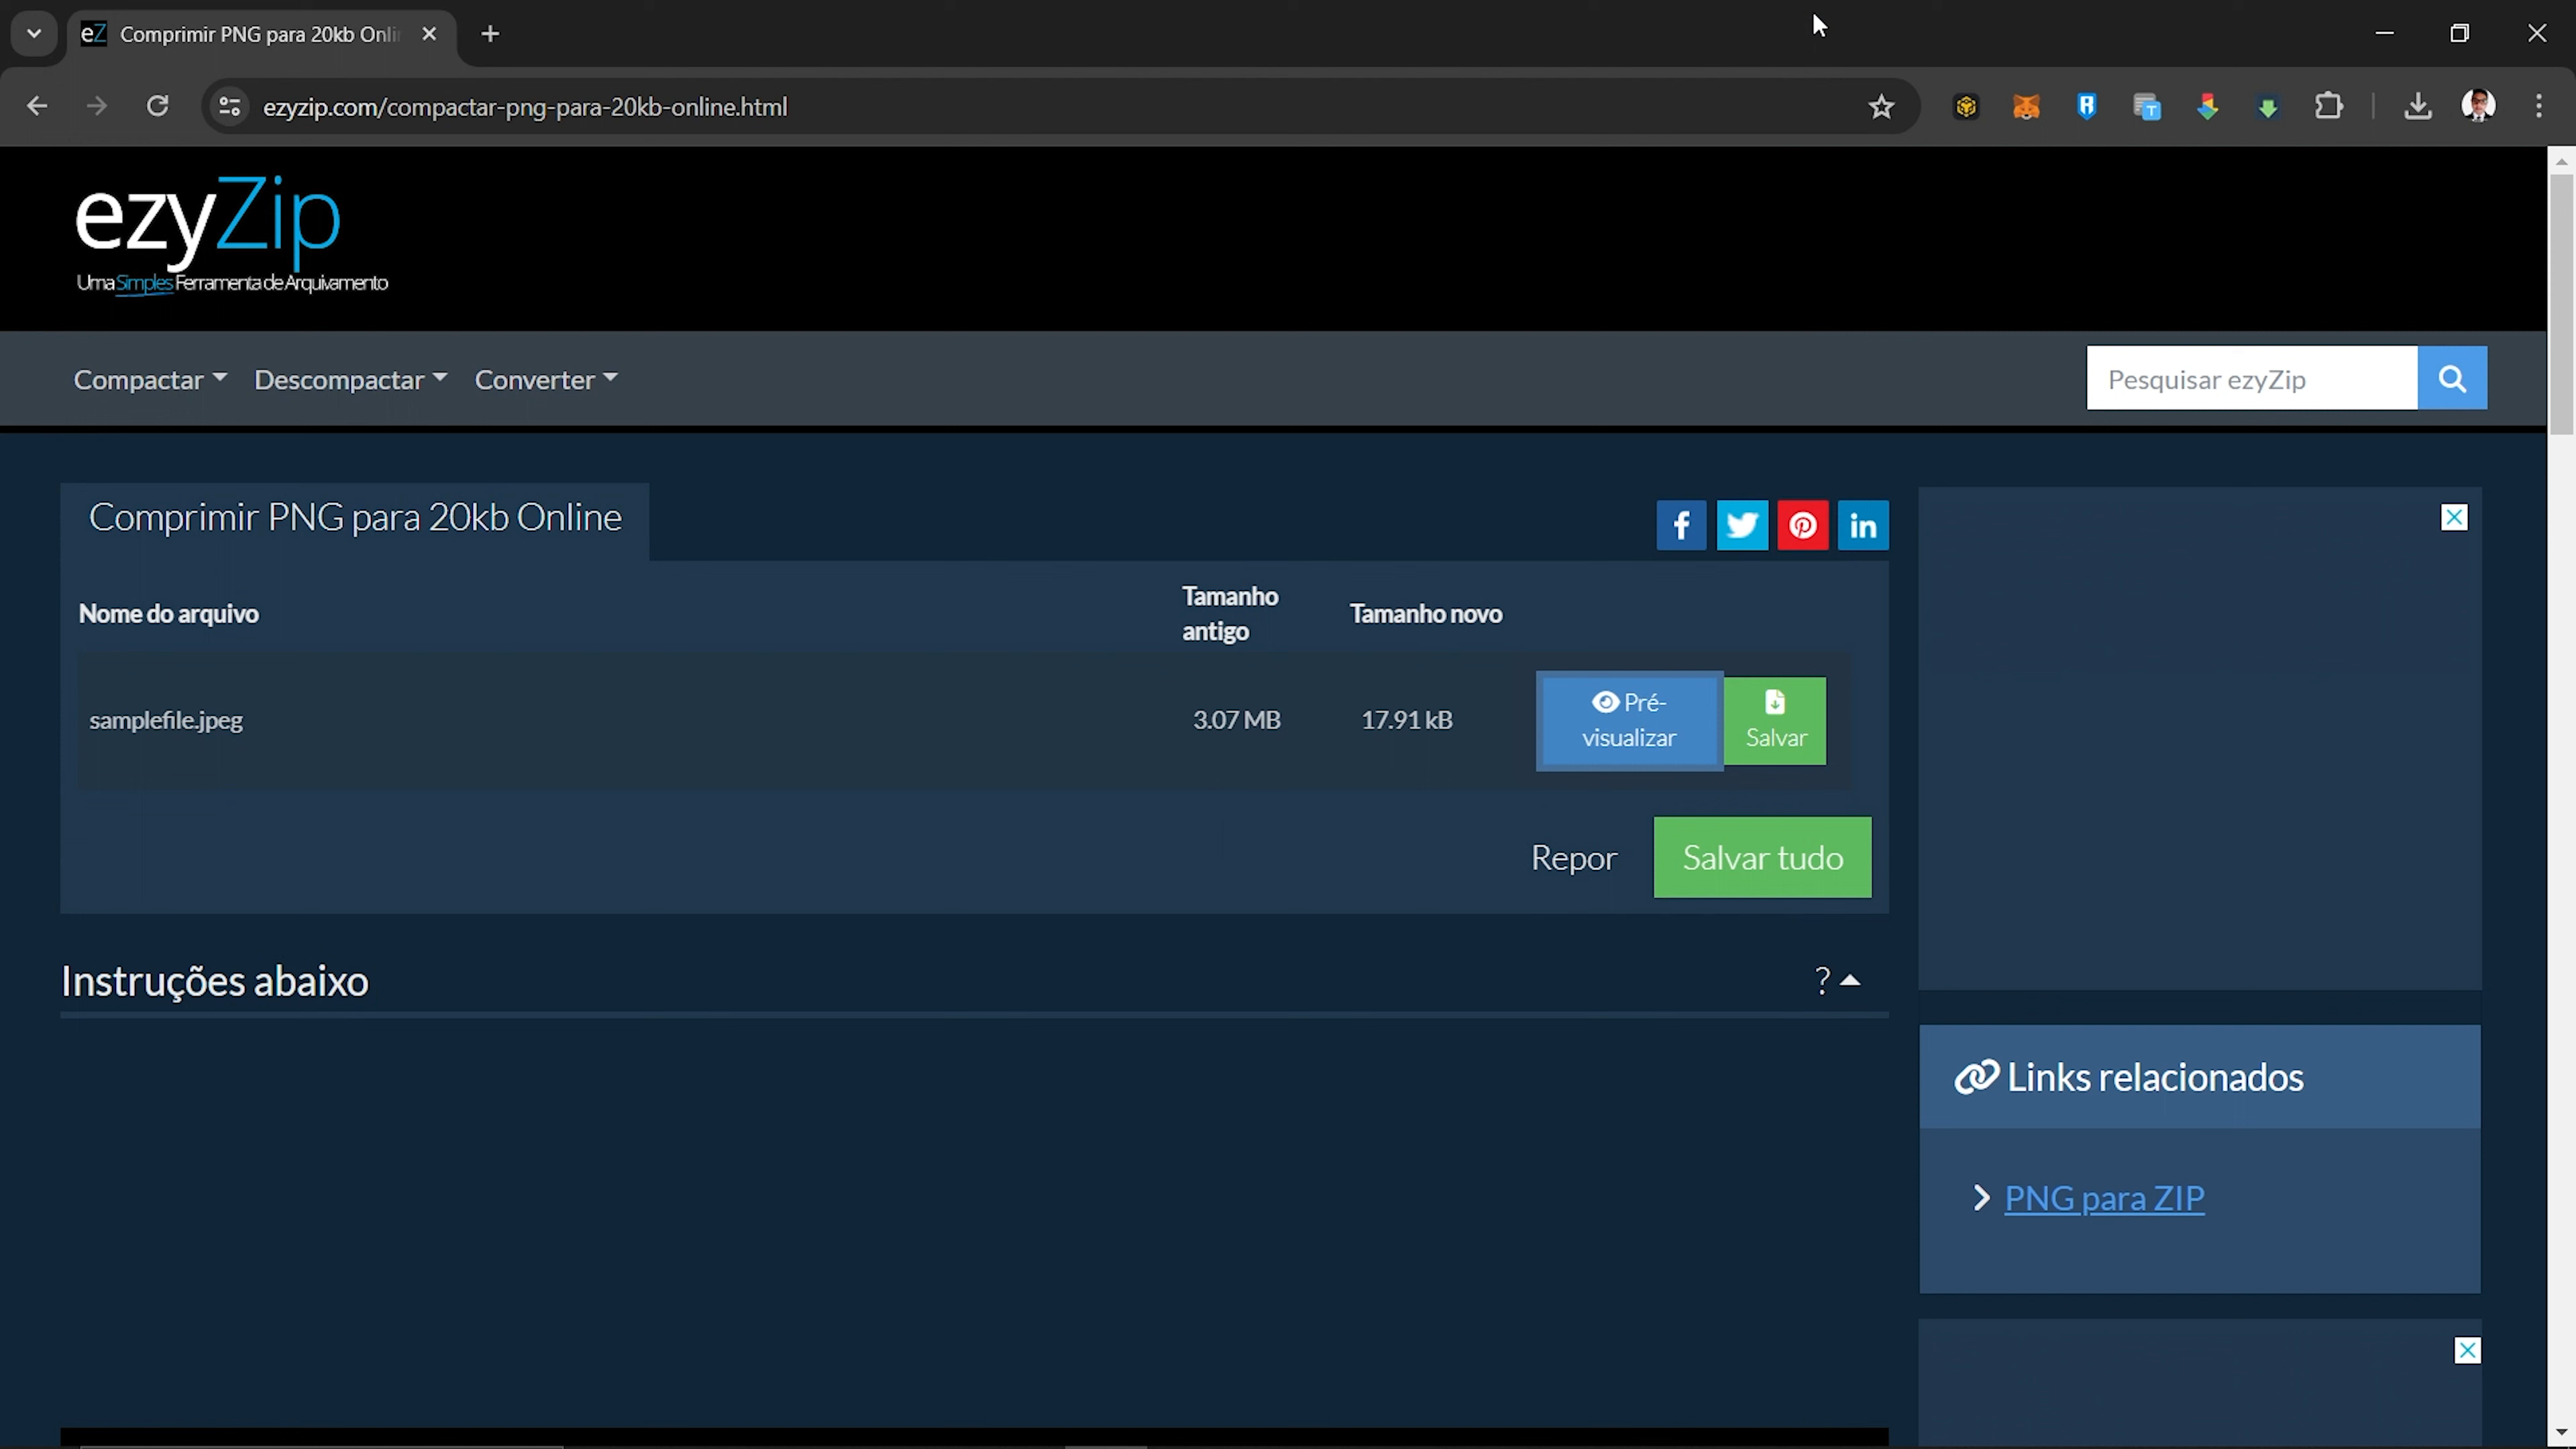 Comprimir PNG para 20kb Onli
ezyzip.com/compactar-png-para-20kb-online.html
ezyZip
Uma Simples Ferramenta de Arquivamento
Compactar Descompactar Converter
Pesquisar ezyZip
Comprimir PNG para 20kb Online
Nome do arquivo
Tamanho
antigo
Tamanho novo
samplefile.jpeg
3.07 MB
17.91 kB
Pré-
visualizar
Salvar
Repor
Salvar tudo
Instruções abaixo
?
Links relacionados
PNG para ZIP